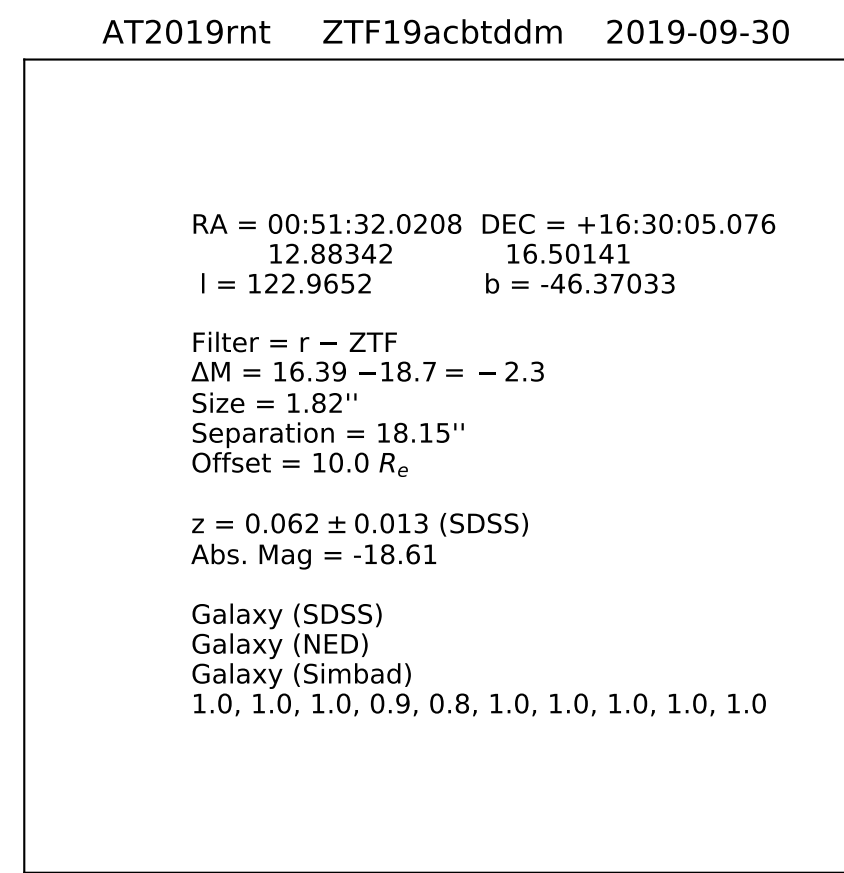 AT2019rnt ZTF19acbtddm 2019-09-30
RA = 00:51:32.0208 DEC = +16:30:05.076
12.88342 16.50141
l = 122.9652 b = -46.37033
Filter = r − ZTF
ΔM = 16.39 −18.7 = − 2.3
Size = 1.82''
Separation = 18.15''
Offset = 10.0 Re
z = 0.062 ± 0.013 (SDSS)
Abs. Mag = -18.61
Galaxy (SDSS)
Galaxy (NED)
Galaxy (Simbad)
1.0, 1.0, 1.0, 0.9, 0.8, 1.0, 1.0, 1.0, 1.0, 1.0